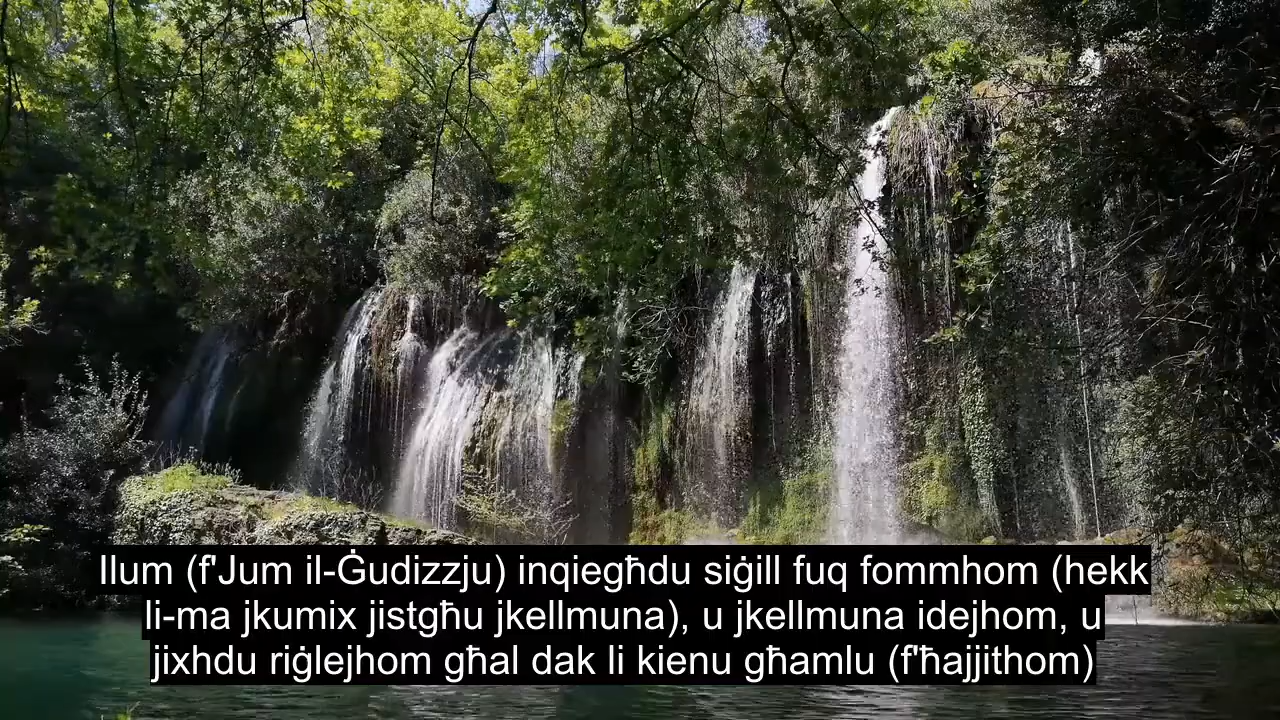 Ilum (f'Jum il-Ġudizzju) inqiegħdu siġill fuq fommhom (hekk
li-ma jkumix jistgħu jkellmuna), u jkellmuna idejhom, u
jixhdu riġlejhom għal dak li kienu għamlu (f'ħajjithom)